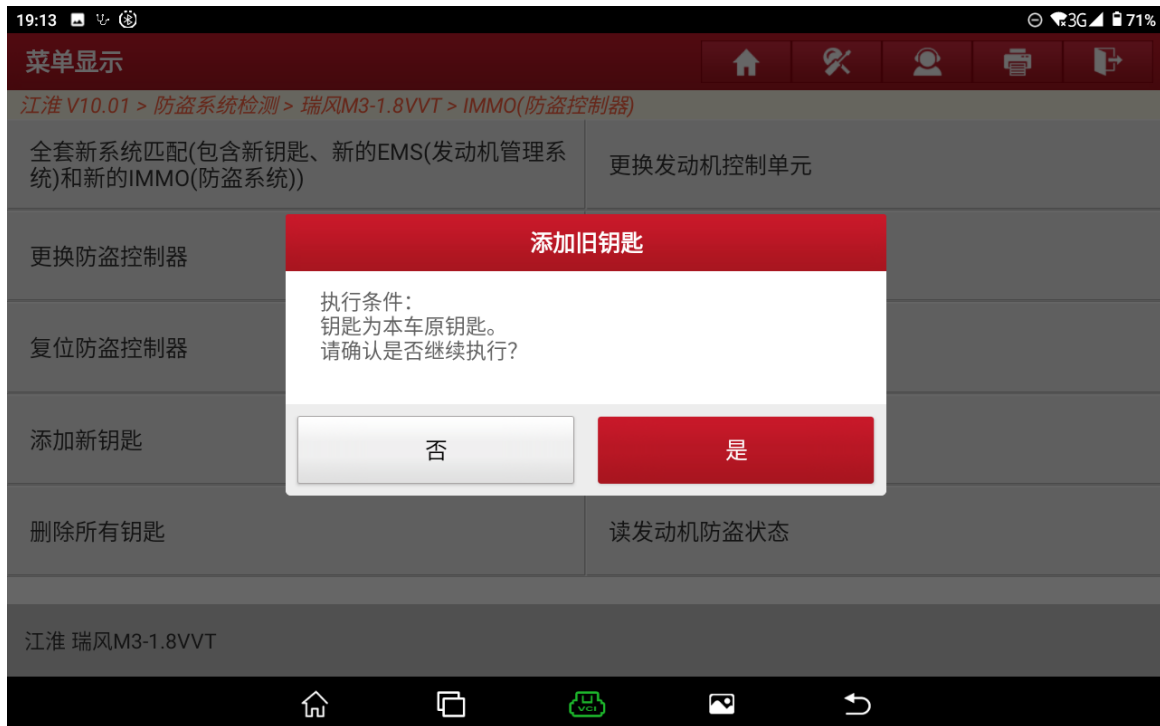 19:13
3G
71%
菜单显示
江淮 V10.01 > 防盗系统检测 > 瑞风M3-1.8VVT > IMMO(防盗控制器)
全套新系统匹配(包含新钥匙、新的EMS(发动机管理系
统)和新的IMMO(防盗系统))
更换发动机控制单元
更换防盗控制器
添加旧钥匙
执行条件：
钥匙为本车原钥匙。
请确认是否继续执行？
复位防盗控制器
添加新钥匙
否
是
删除所有钥匙
读发动机防盗状态
江淮 瑞风M3-1.8VVT
VCI